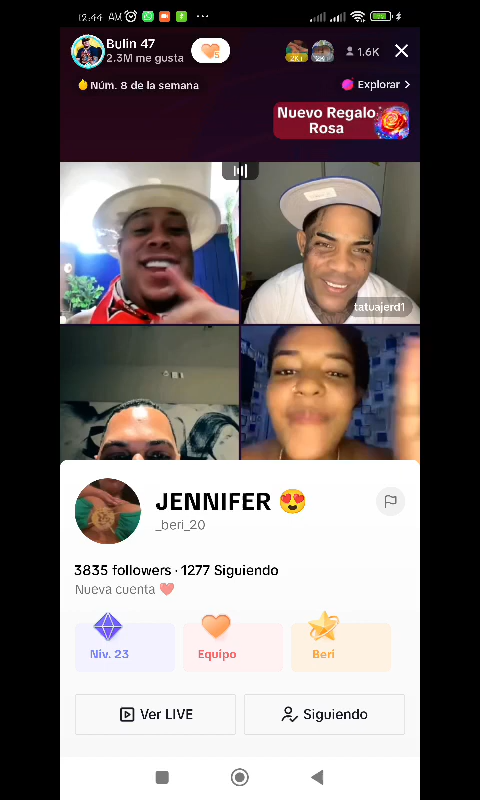 12:44 AM
Bulin 47
2.3M me gusta
1.6K
Núm. 8 de la semana
Explorar
Nuevo Regalo
Rosa
tatuajerd1
JENNIFER 😍
_beri_20
3835 followers · 1277 Siguiendo
Nueva cuenta ❤️
Niv. 23
Equipo
Beri
Ver LIVE
Siguiendo